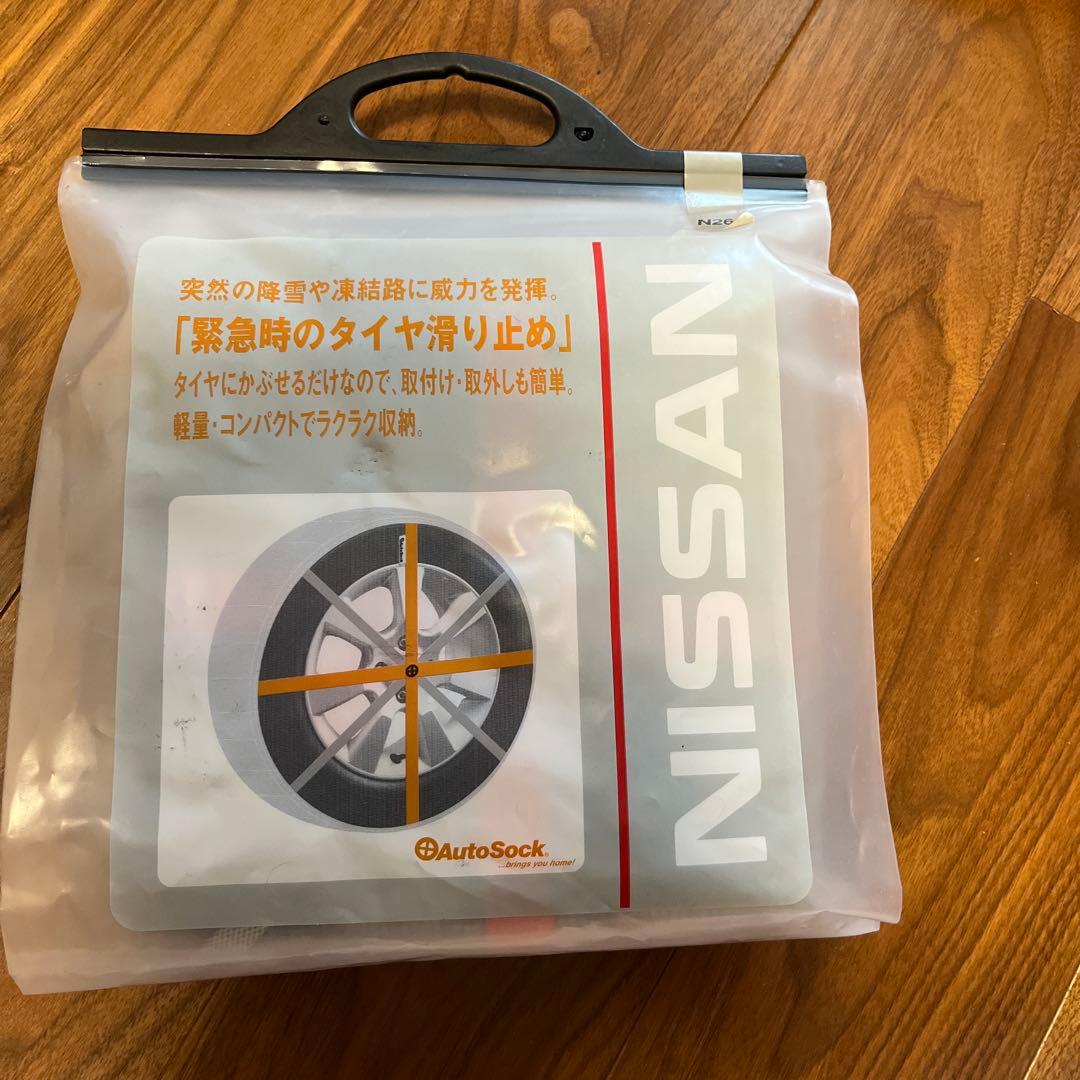 N26
突然の降雪や凍結路に威力を発揮。
「緊急時のタイヤ滑り止め」
タイヤにかぶせるだけなので、取付け・取外しも簡単。
軽量・コンパクトでラクラク収納。
NISSAN
AutoSock®
...brings you home!